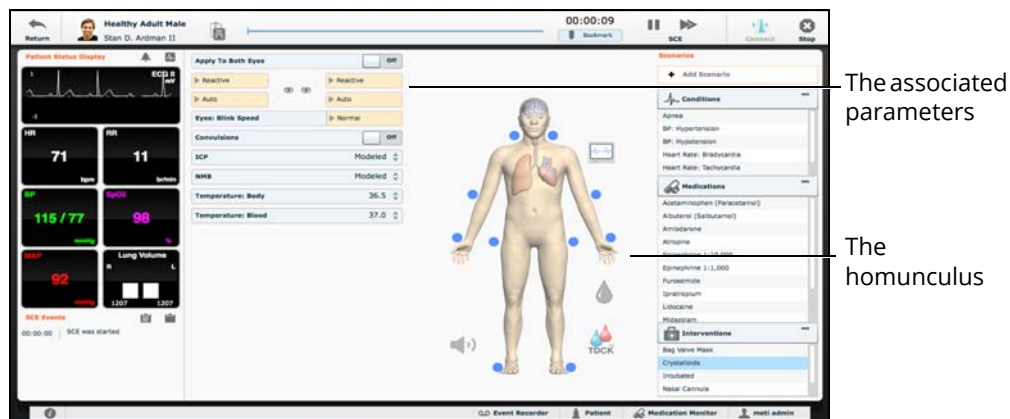 Return
Healthy Adult Male
Stan D. Ardman II
00:00:09
Bookmark
SCE
Connect
Stop
Patient Status Display
ECG II
mV
1
-1
HR
71
bpm
RR
11
br/min
BP
115 / 77
mmHg
SpO2
98
%
MAP
92
mmHg
Lung Volume
R L
1207 1207
SCE Events
00:00:00 SCE was started
Apply To Both Eyes Off
Reactive Reactive
Auto Auto
Eyes: Blink Speed Normal
Convulsions Off
ICP Modeled
NMB Modeled
Temperature: Body 36.5
Temperature: Blood 37.0
TDCK
Scenarios
+ Add Scenario
Conditions
Apnea
BP: Hypertension
BP: Hypotension
Heart Rate: Bradycardia
Heart Rate: Tachycardia
Medications
Acetaminophen (Paracetamol)
Albuterol (Salbutamol)
Amiodarone
Atropine
Epinephrine 1:10,000
Epinephrine 1:1,000
Furosemide
Ipratropium
Lidocaine
Midazolam
Interventions
Bag Valve Mask
Crystalloids
Intubated
Nasal Cannula
Event Recorder
Patient
Medication Monitor
meti admin
The associated
parameters
The
homunculus